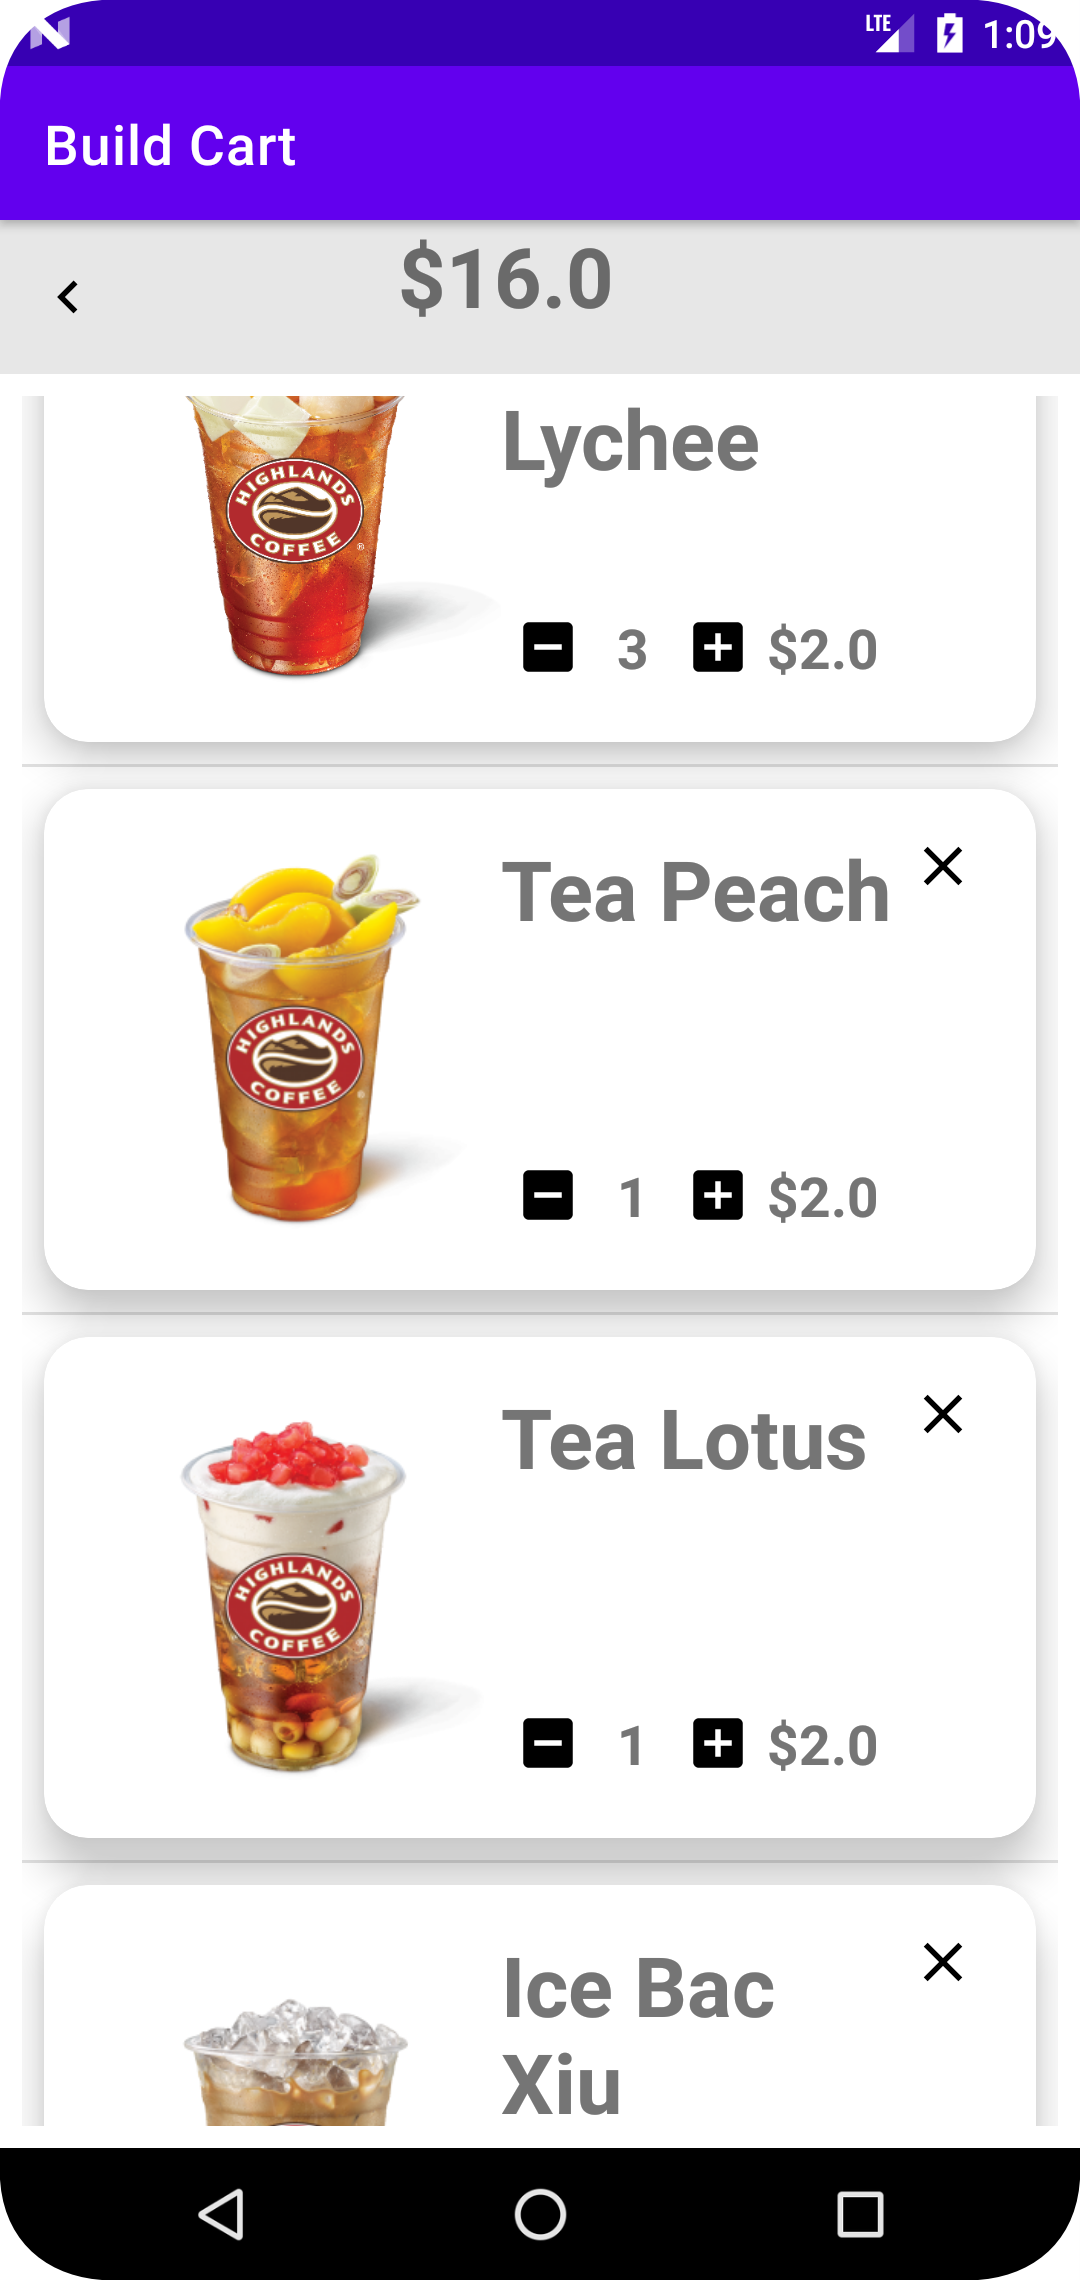 LTE 1:09
Build Cart
$16.0
Lychee
HIGHLANDS
COFFEE
®
3 $2.0
Tea Peach
HIGHLANDS
COFFEE
1 $2.0
Tea Lotus
HIGHLANDS
COFFEE
1 $2.0
Ice Bac
Xiu